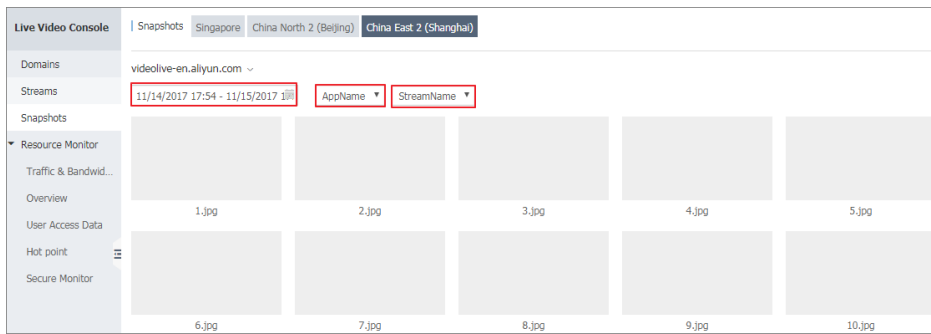 Live Video Console
Snapshots Singapore China North 2 (Beijing) China East 2 (Shanghai)
Domains
Streams
Snapshots
Resource Monitor
Traffic & Bandwid...
Overview
User Access Data
Hot point
Secure Monitor
videolive-en.aliyun.com
11/14/2017 17:54 - 11/15/2017 1
AppName
StreamName
1.jpg 2.jpg 3.jpg 4.jpg 5.jpg
6.jpg 7.jpg 8.jpg 9.jpg 10.jpg